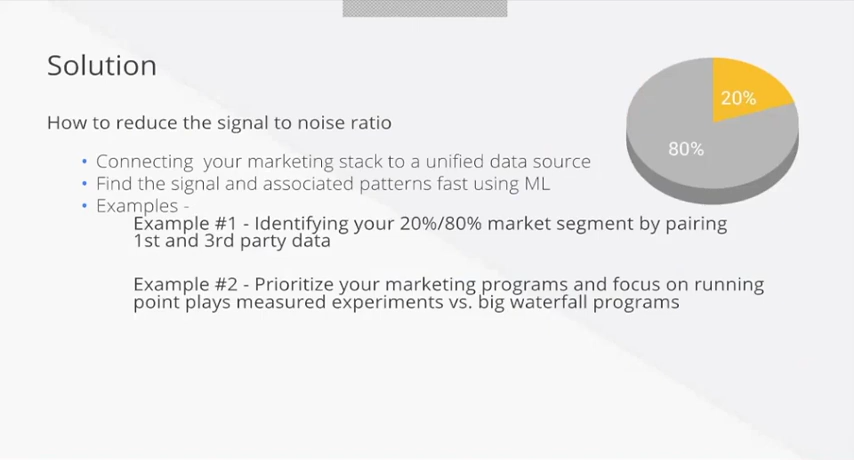 Solution
20%
80%
How to reduce the signal to noise ratio
• Connecting your marketing stack to a unified data source
• Find the signal and associated patterns fast using ML
• Examples -
Example #1 - Identifying your 20%/80% market segment by pairing
1st and 3rd party data
Example #2 - Prioritize your marketing programs and focus on running
point plays measured experiments vs. big waterfall programs